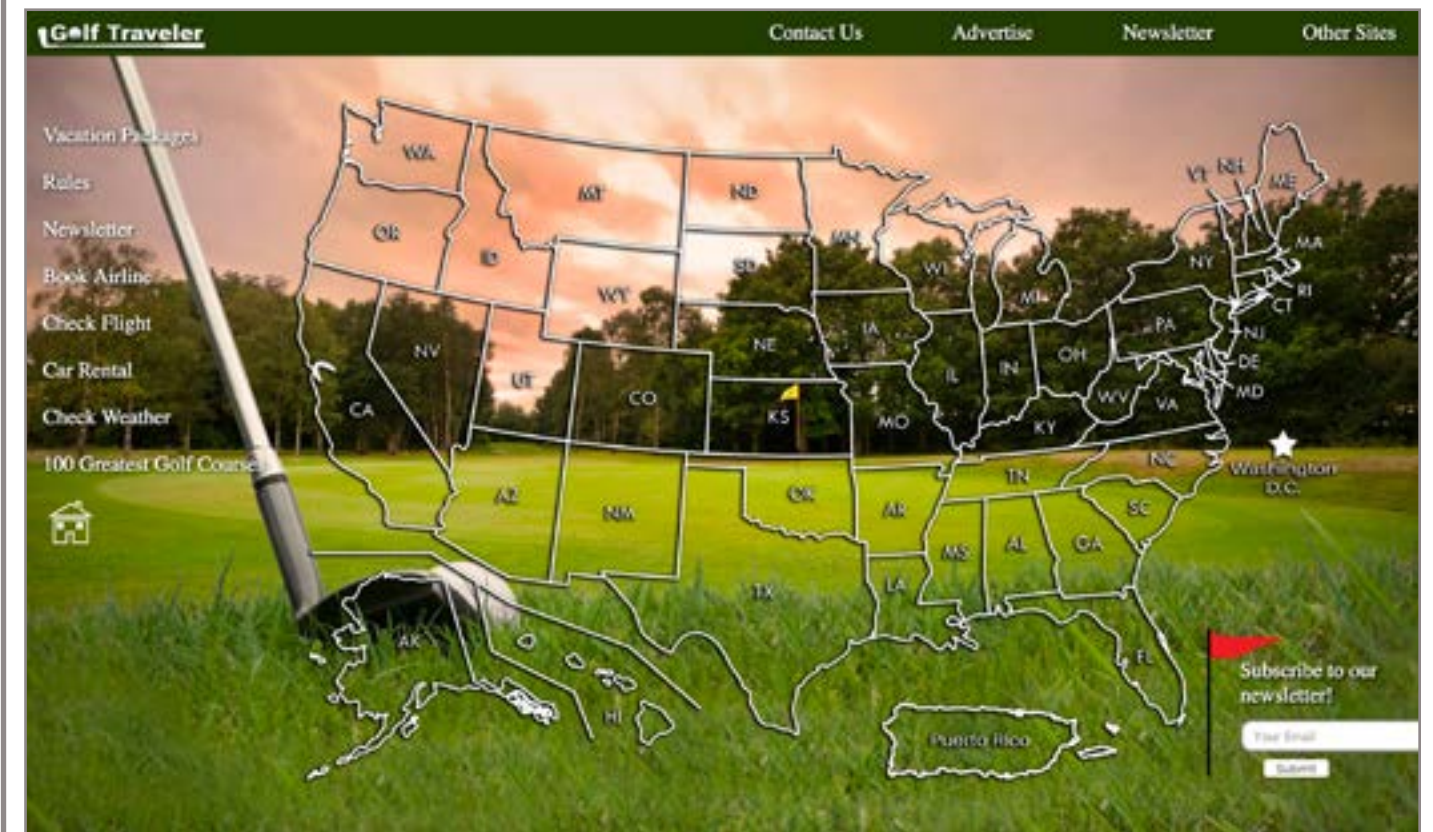 Golf Traveler
Contact Us
Advertise
Newsletter
Other Sites
Vacation Packages
Rules
Newsletter
Book Airline
Check Flight
Car Rental
Check Weather
100 Greatest Golf Course
WA
MT
ND
MN
VT
NH
ME
OR
ID
SD
WI
MI
NY
MA
WY
RI
CT
NV
UT
CO
NE
IA
IL
IN
OH
PA
NJ
DE
MD
CA
KS
MO
KY
WV
VA
Washington
D.C.
AZ
NM
OK
AR
TN
NC
SC
MS
AL
GA
TX
LA
FL
AK
HI
Puerto Rico
Subscribe to our
newsletter!
Your Email
Submit